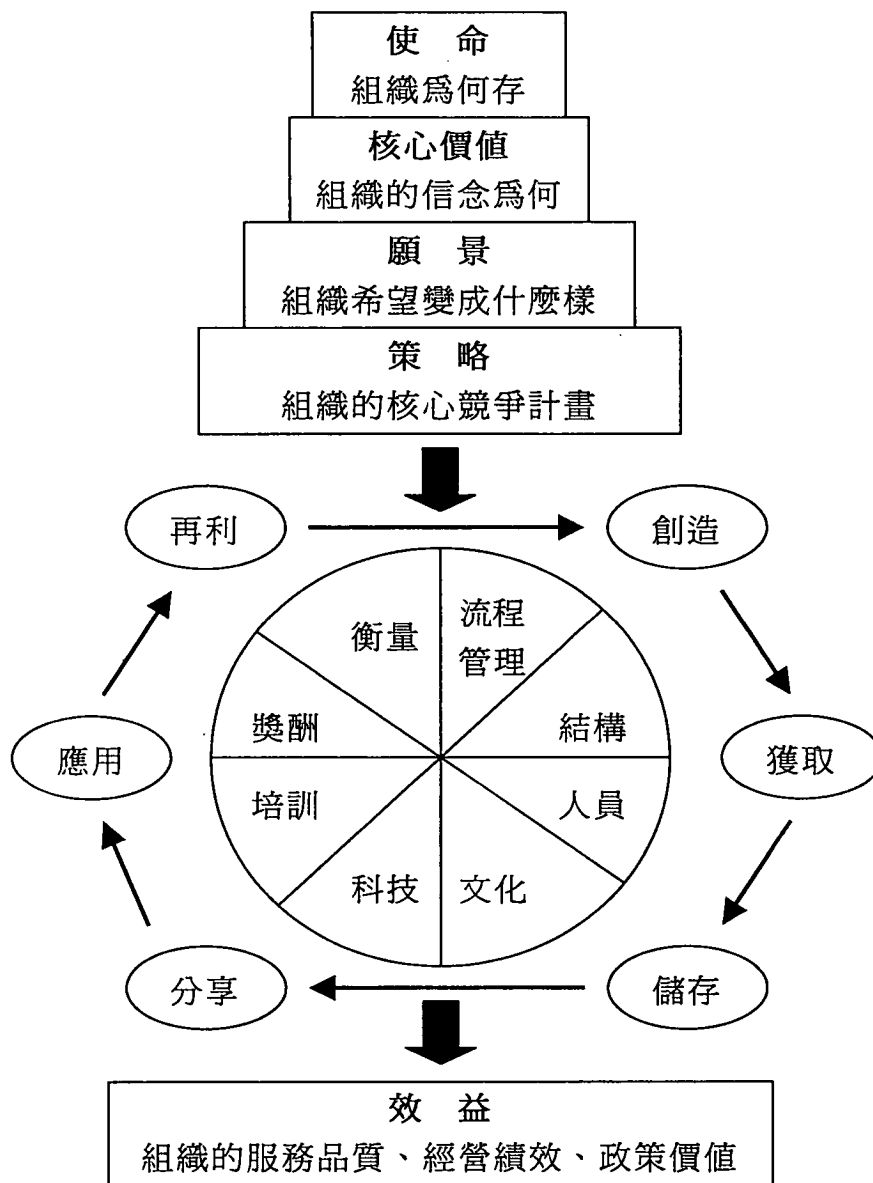 使 命
組織爲何存
核心價值
組織的信念爲何
願 景
組織希望變成什麼樣
策 略
組織的核心競爭計畫
再利
創造
衡量
流程
管理
獎酬
結構
應用
獲取
培訓
人員
科技
文化
分享
儲存
效 益
組織的服務品質、經營績效、政策價值